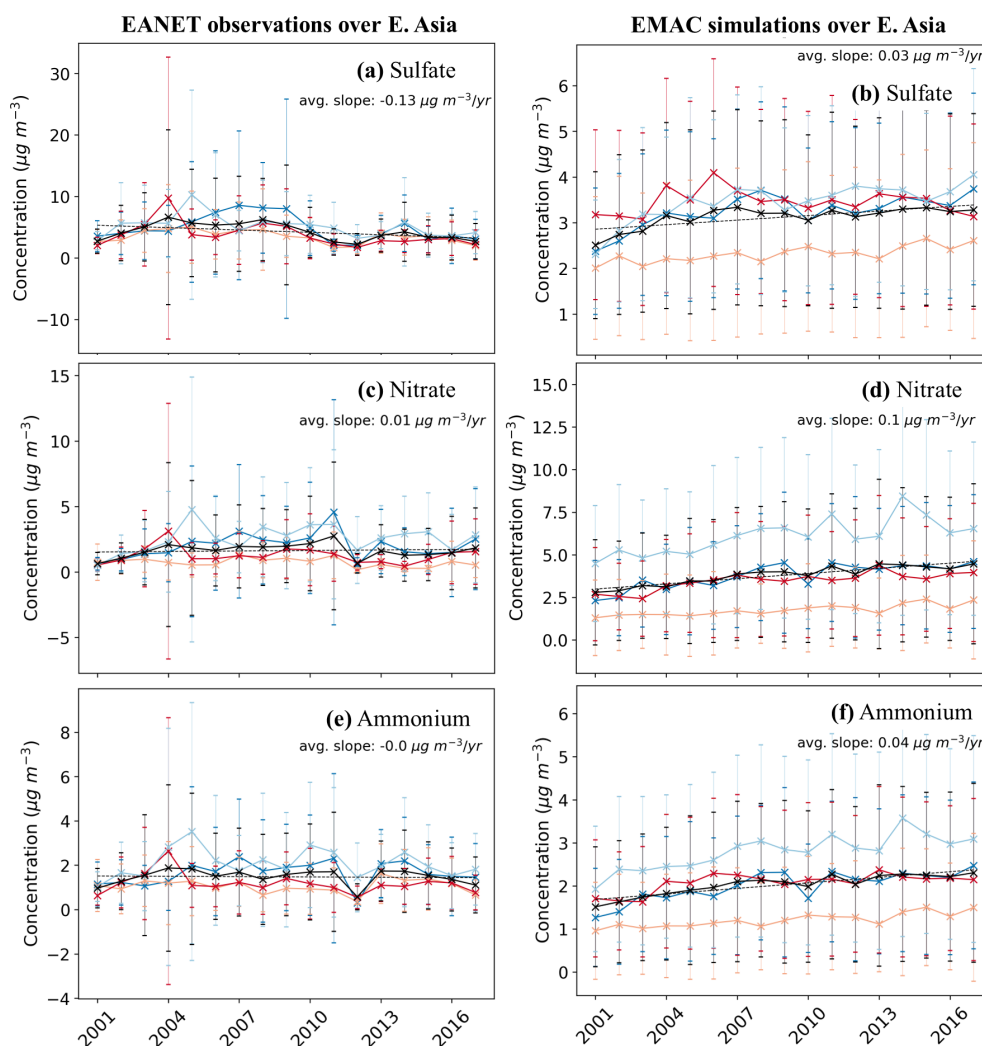 EANET observations over E. Asia
EMAC simulations over E. Asia
(a) Sulfate
avg. slope: -0.13 μg m⁻³/yr
Concentration (μg m⁻³)
30
20
10
0
−10
avg. slope: 0.03 μg m⁻³/yr
(b) Sulfate
Concentration (μg m⁻³)
6
5
4
3
2
1
(c) Nitrate
avg. slope: 0.01 μg m⁻³/yr
Concentration (μg m⁻³)
15
10
5
0
−5
(d) Nitrate
avg. slope: 0.1 μg m⁻³/yr
Concentration (μg m⁻³)
15.0
12.5
10.0
7.5
5.0
2.5
0.0
(e) Ammonium
avg. slope: -0.0 μg m⁻³/yr
Concentration (μg m⁻³)
8
6
4
2
0
−2
−4
2001 2004 2007 2010 2013 2016
(f) Ammonium
avg. slope: 0.04 μg m⁻³/yr
Concentration (μg m⁻³)
6
5
4
3
2
1
0
2001 2004 2007 2010 2013 2016